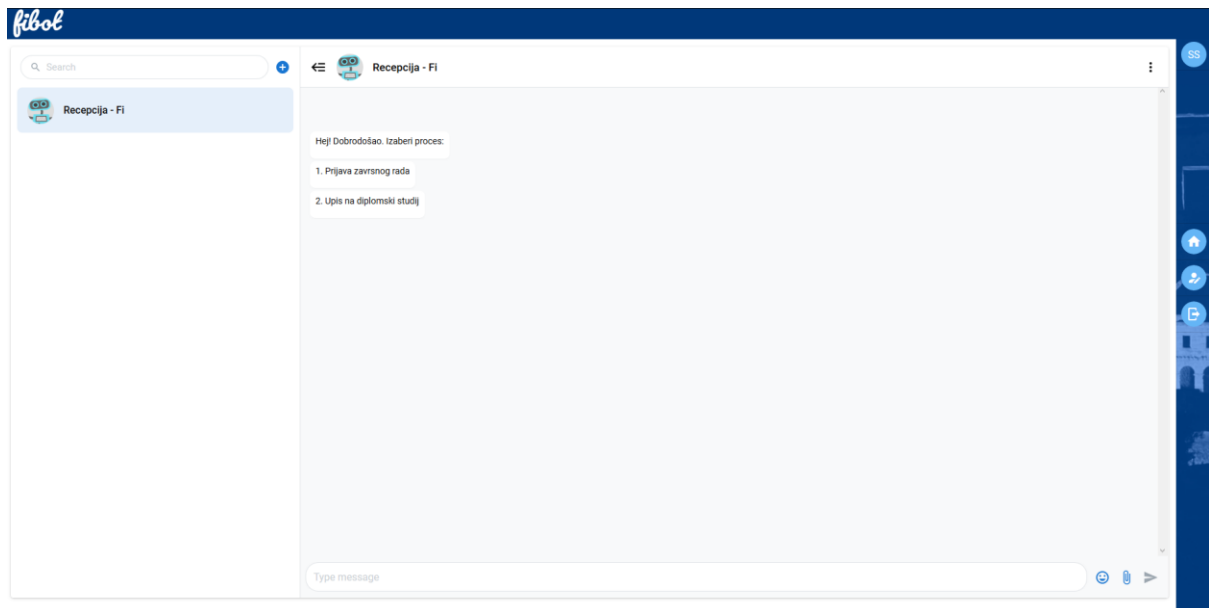 fibot
Search
Recepcija - Fi
SS
Recepcija - Fi
Hej! Dobrodošao. Izaberi proces:
1. Prijava zavrsnog rada
2. Upis na diplomski studij
Type message